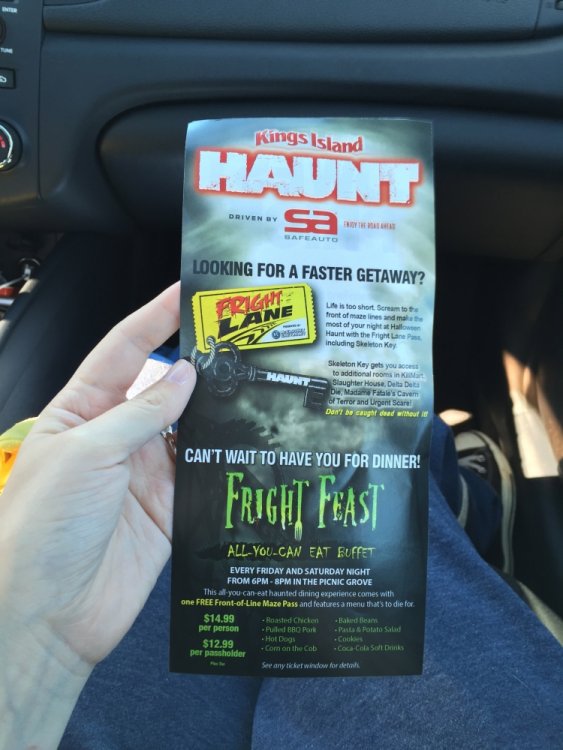 ENTER
TUNE
Kings Island
HAUNT
DRIVEN BY sa ENJOY THE ROAD AHEAD
SAFEAUTO
LOOKING FOR A FASTER GETAWAY?
FRIGHT
LANE
Life is too short. Scream to the
front of maze lines and make the
most of your night at Halloween
Haunt with the Fright Lane Pass,
including Skeleton Key.
HAUNT
Skeleton Key gets you access
to additional rooms in KillMart,
Slaughter House, Delta Delta
Die, Madame Fatale's Cavern
of Terror and Urgent Scare!
Don't be caught dead without it!
CAN'T WAIT TO HAVE YOU FOR DINNER!
FRIGHT FEAST
ALL-YOU-CAN EAT BUFFET
EVERY FRIDAY AND SATURDAY NIGHT
FROM 6PM - 8PM IN THE PICNIC GROVE
This all-you-can-eat haunted dining experience comes with
one FREE Front-of-Line Maze Pass and features a menu that's to die for.
$14.99
per person
$12.99
per passholder
Plus Tax
• Roasted Chicken
• Pulled BBQ Pork
• Hot Dogs
• Corn on the Cob
• Baked Beans
• Pasta & Potato Salad
• Cookies
• Coca-Cola Soft Drinks
See any ticket window for details.